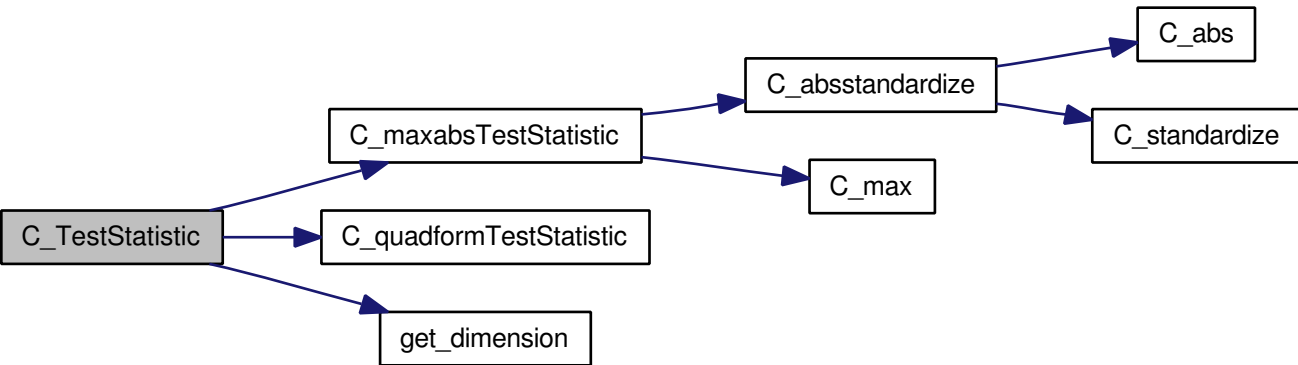 C_abs
C_absstandardize
C_maxabsTestStatistic
C_standardize
C_max
C_TestStatistic
C_quadformTestStatistic
get_dimension